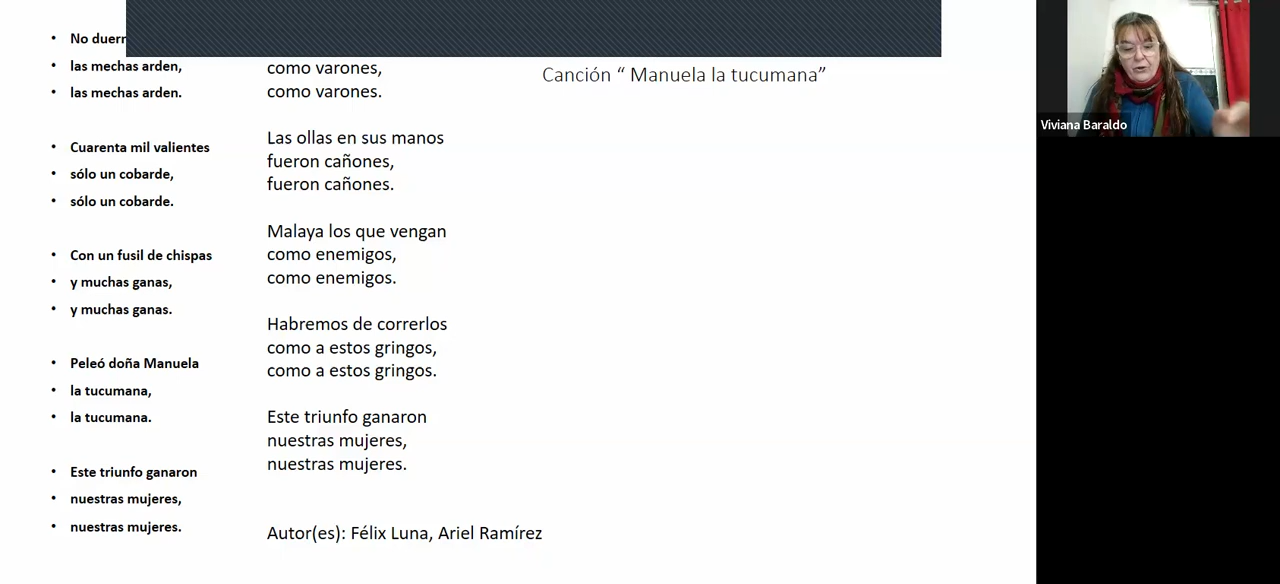 No duerr
las mechas arden,
las mechas arden.
Cuarenta mil valientes
sólo un cobarde,
sólo un cobarde.
Con un fusil de chispas
y muchas ganas,
y muchas ganas.
Peleó doña Manuela
la tucumana,
la tucumana.
Este triunfo ganaron
nuestras mujeres,
nuestras mujeres.
como varones,
como varones.
Las ollas en sus manos
fueron cañones,
fueron cañones.
Malaya los que vengan
como enemigos,
como enemigos.
Habremos de correrlos
como a estos gringos,
como a estos gringos.
Este triunfo ganaron
nuestras mujeres,
nuestras mujeres.
Autor(es): Félix Luna, Ariel Ramírez
Canción “ Manuela la tucumana”
Viviana Baraldo